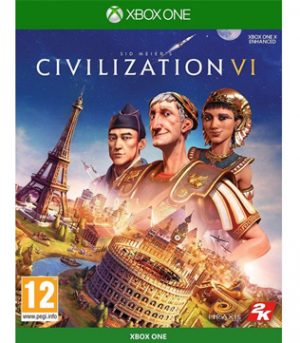 XBOX ONE
XBOX ONE X
ENHANCED
SID MEIER'S
CIVILIZATION VI
12
www.pegi.info
FIRAXIS
2K
XBOX ONE